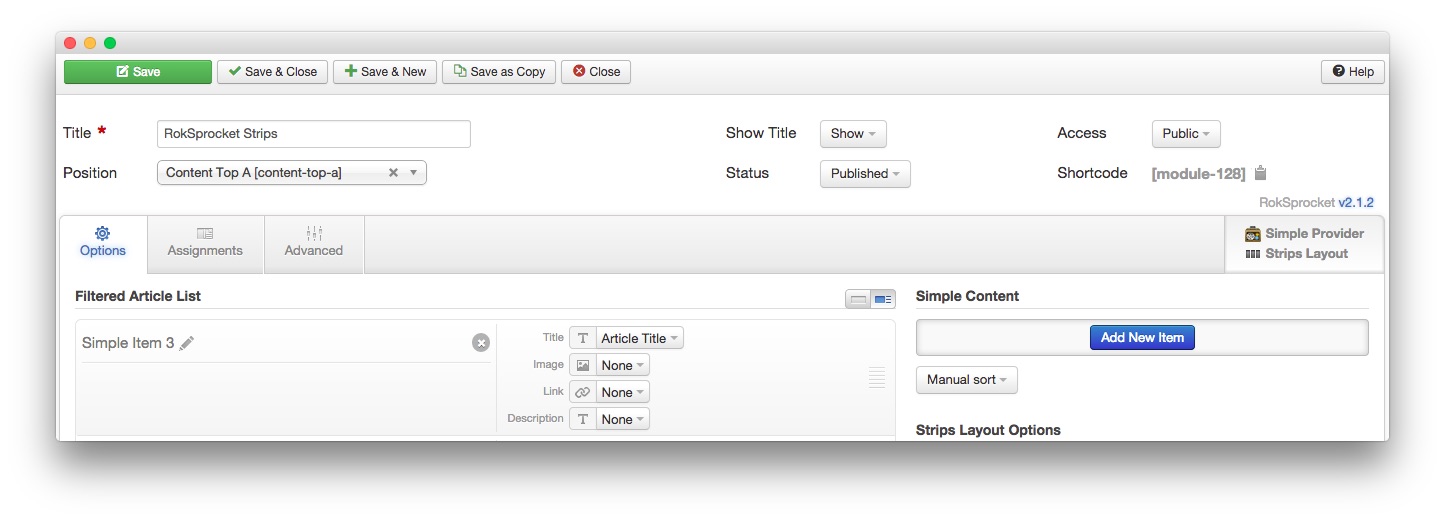 Save Save & Close Save & New Save as Copy Close Help
Title * RokSprocket Strips Show Title Show Access Public
Position Content Top A [content-top-a] Status Published Shortcode [module-128]
RokSprocket v2.1.2
Options Assignments Advanced
Simple Provider
Strips Layout
Filtered Article List
Simple Item 3
Title T Article Title
Image None
Link None
Description T None
Simple Content
Add New Item
Manual sort
Strips Layout Options